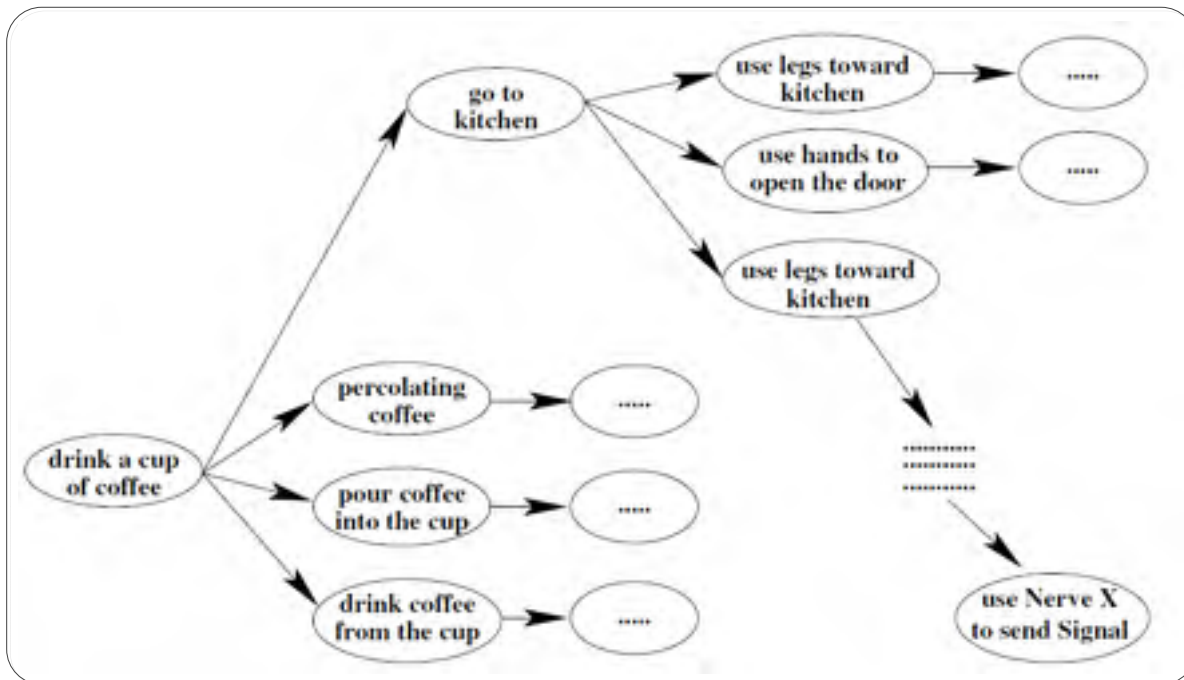 use legs toward
kitchen
.....
go to
kitchen
use hands to
open the door
.....
use legs toward
kitchen
percolating
coffee
.....
drink a cup
of coffee
...........
...........
...........
pour coffee
into the cup
.....
drink coffee
from the cup
.....
use Nerve X
to send Signal